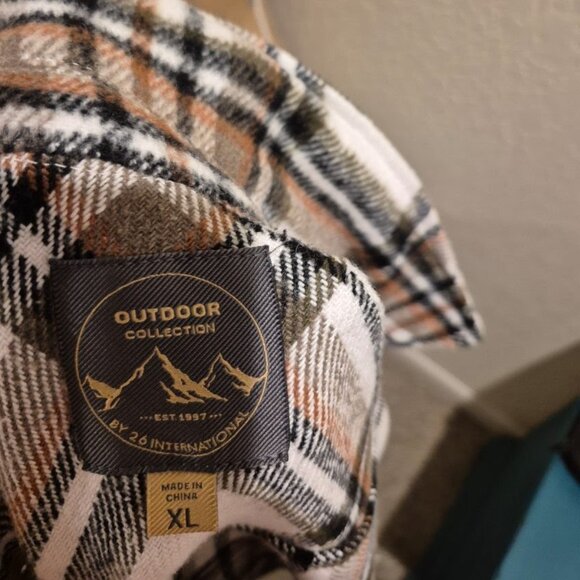 OUTDOOR
COLLECTION
EST. 1997
BY 26 INTERNATIONAL
MADE IN
CHINA
XL